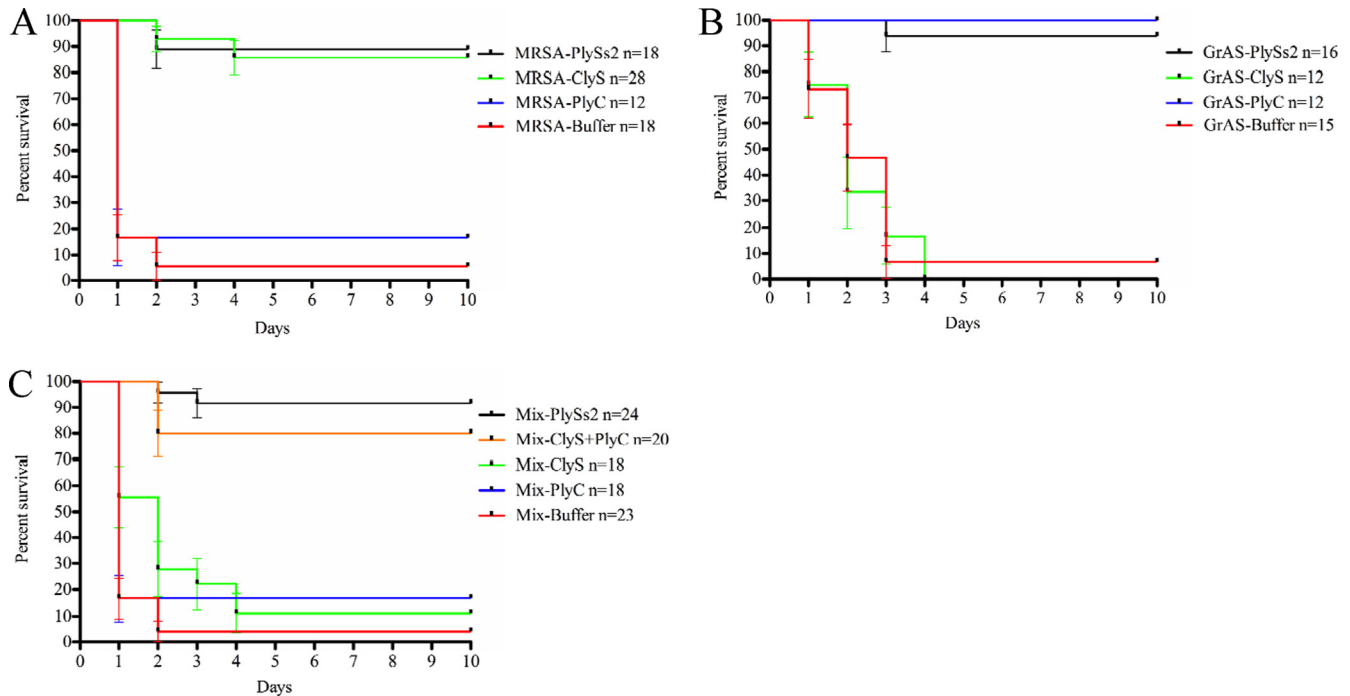 A
100
90
80
70
60
50
40
30
20
10
0
Percent survival
0 1 2 3 4 5 6 7 8 9 10
Days
MRSA-PlySs2 n=18
MRSA-ClyS n=28
MRSA-PlyC n=12
MRSA-Buffer n=18
B
100
90
80
70
60
50
40
30
20
10
0
Percent survival
0 1 2 3 4 5 6 7 8 9 10
Days
GrAS-PlySs2 n=16
GrAS-ClyS n=12
GrAS-PlyC n=12
GrAS-Buffer n=15
C
100
90
80
70
60
50
40
30
20
10
0
Percent survival
0 1 2 3 4 5 6 7 8 9 10
Days
Mix-PlySs2 n=24
Mix-ClyS+PlyC n=20
Mix-ClyS n=18
Mix-PlyC n=18
Mix-Buffer n=23